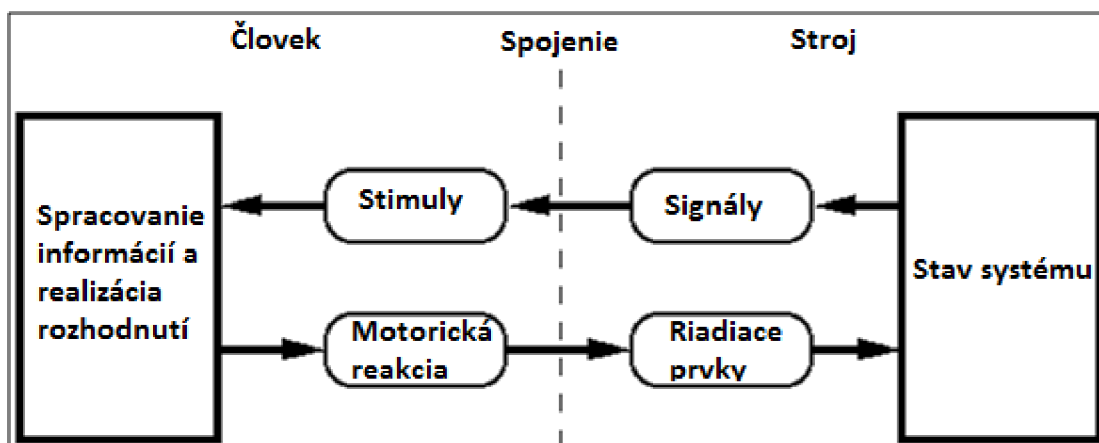 Človek
Spojenie
Stroj
Spracovanie
informácií a
realizácia
rozhodnutí
Stimuly
Signály
Stav systému
Motorická
reakcia
Riadiace
prvky